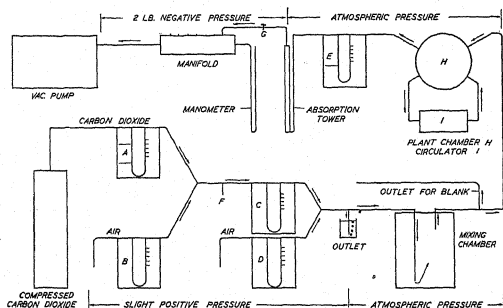 2 LB. NEGATIVE PRESSURE
ATMOSPHERIC PRESSURE
G
E
H
MANIFOLD
VAC. PUMP
MANOMETER
ABSORPTION
TOWER
I
PLANT CHAMBER H
CIRCULATOR I
CARBON DIOXIDE
A
OUTLET FOR BLANK
F
C
AIR
AIR
B
D
OUTLET
MIXING
CHAMBER
COMPRESSED
CARBON DIOXIDE
SLIGHT POSITIVE PRESSURE
ATMOSPHERIC PRESSURE